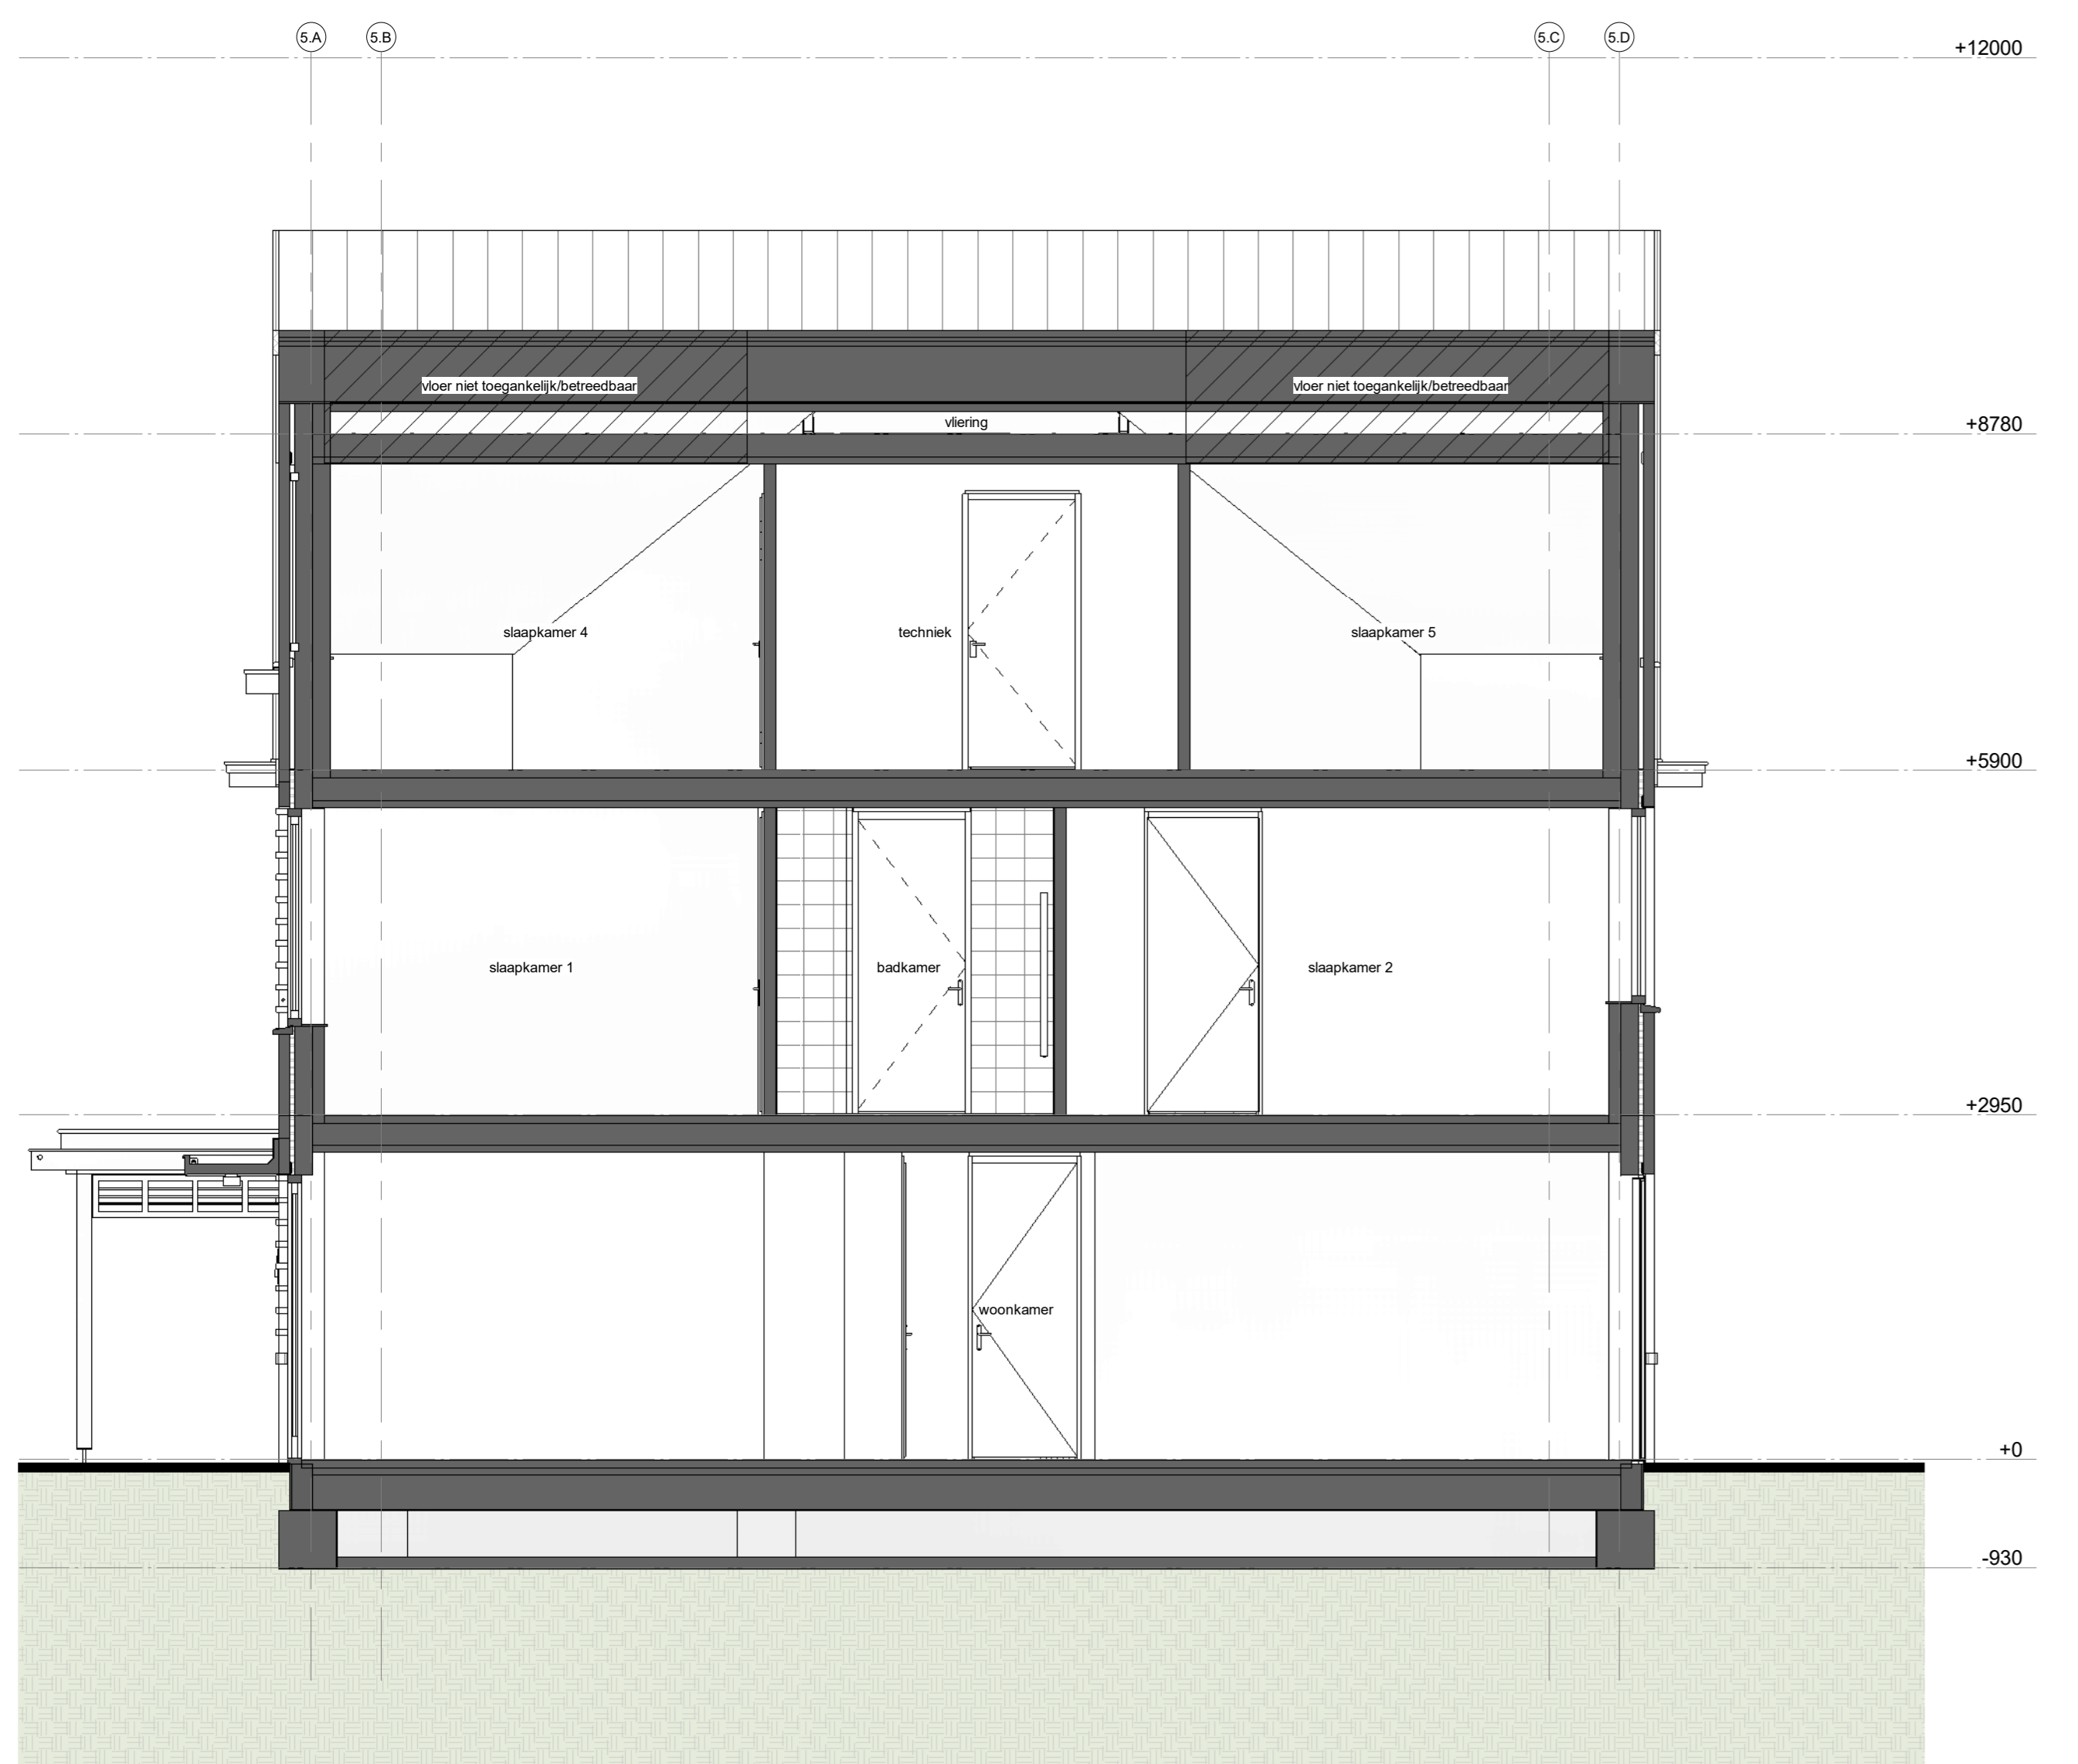 5.A
5.B
5.C
5.D
+12000
vloer niet toegankelijk/betreedbaar
vloer niet toegankelijk/betreedbaar
vliering
+8780
slaapkamer 4
techniek
slaapkamer 5
+5900
slaapkamer 1
badkamer
slaapkamer 2
+2950
woonkamer
+0
-930